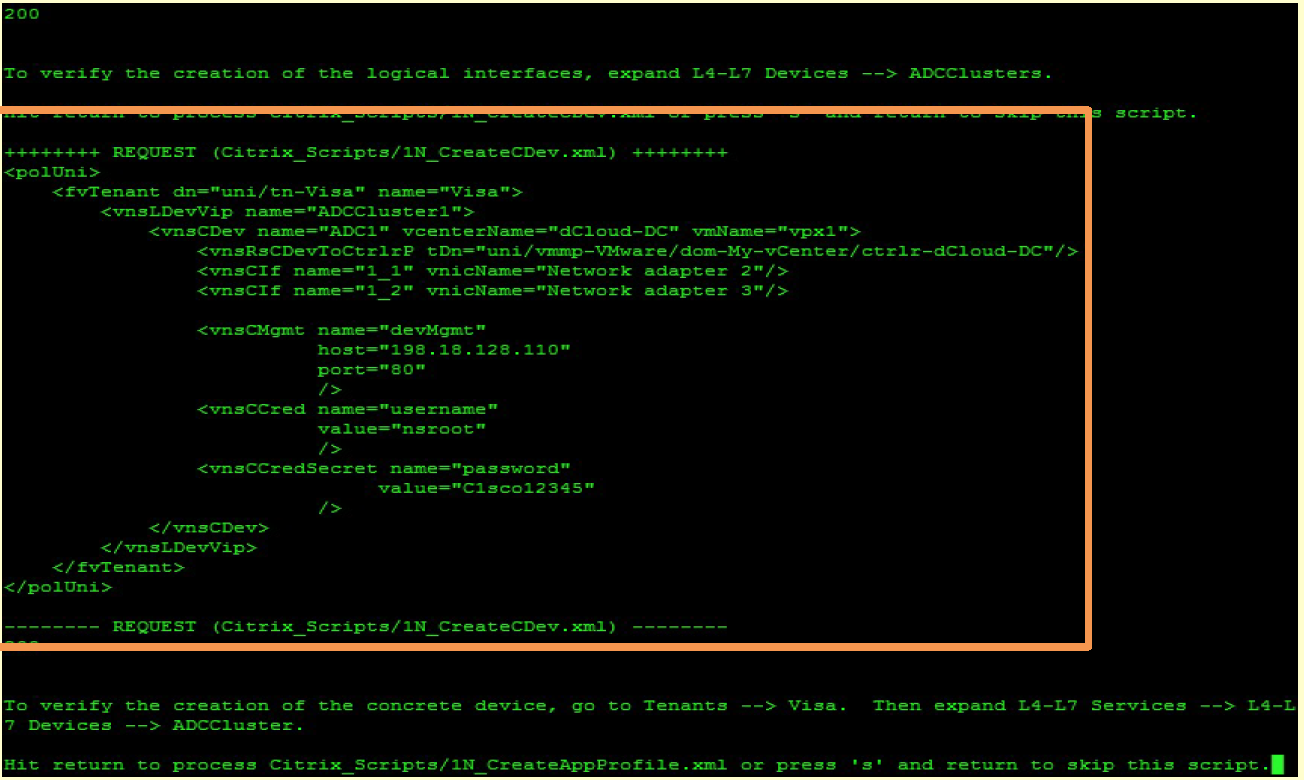 200
To verify the creation of the logical interfaces, expand L4-L7 Devices --> ADCClusters.
Hit return to process Citrix_Scripts/1N_CreateCDev.xml or press 's' and return to skip this script.
++++++++ REQUEST (Citrix_Scripts/1N_CreateCDev.xml) ++++++++
<polUni>
    <fvTenant dn="uni/tn-Visa" name="Visa">
        <vnsLDevVip name="ADCCluster1">
            <vnsCDev name="ADC1" vcenterName="dCloud-DC" vmName="vpx1">
                <vnsRsCDevToCtrlrP tDn="uni/vmmp-VMware/dom-My-vCenter/ctrlr-dCloud-DC"/>
                <vnsCIf name="1_1" vnicName="Network adapter 2"/>
                <vnsCIf name="1_2" vnicName="Network adapter 3"/>
                <vnsCMgmt name="devMgmt"
                          host="198.18.128.110"
                          port="80"
                          />
                <vnsCCred name="username"
                          value="nsroot"
                          />
                <vnsCCredSecret name="password"
                               value="C1sco12345"
                          />
            </vnsCDev>
        </vnsLDevVip>
    </fvTenant>
</polUni>
-------- REQUEST (Citrix_Scripts/1N_CreateCDev.xml) --------
200
To verify the creation of the concrete device, go to Tenants --> Visa.  Then expand L4-L7 Services --> L4-L
7 Devices --> ADCCluster.
Hit return to process Citrix_Scripts/1N_CreateAppProfile.xml or press 's' and return to skip this script.